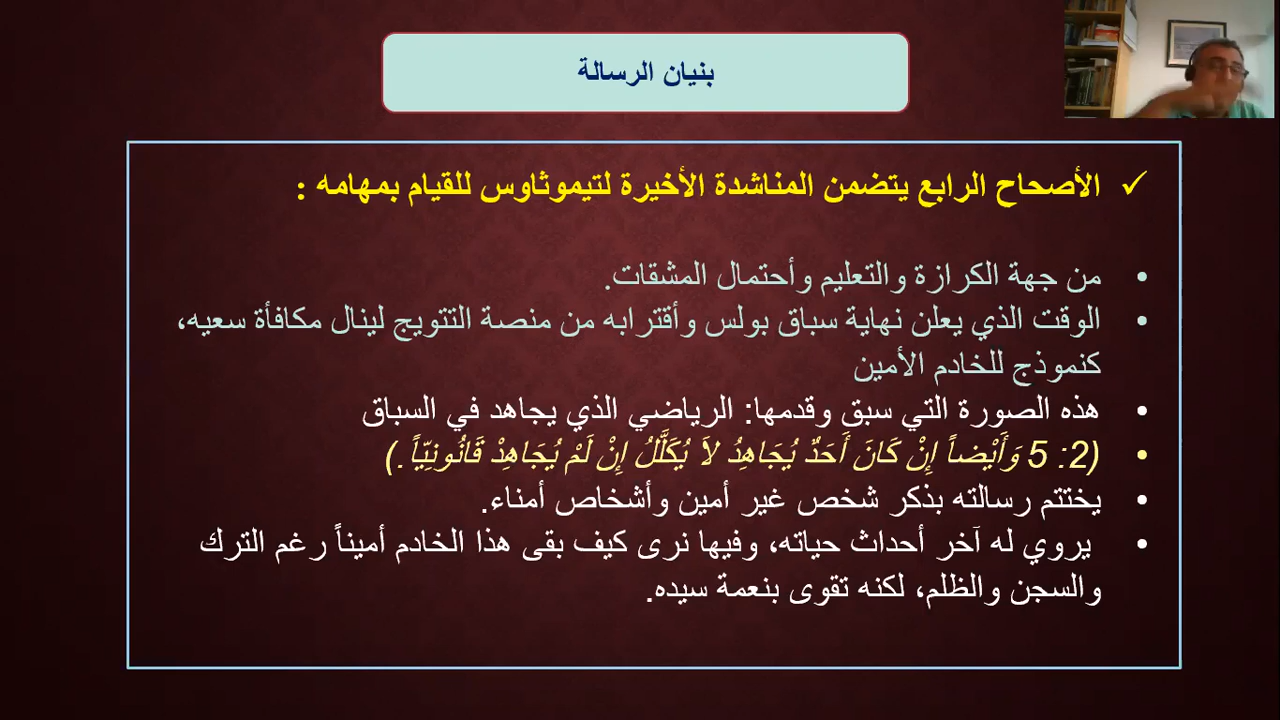 بنيان الرسالة
✓ الأصحاح الرابع يتضمن المناشدة الأخيرة لتيموثاوس للقيام بمهامه :
• من جهة الكرازة والتعليم وأحتمال المشقات.
• الوقت الذي يعلن نهاية سباق بولس وأقترابه من منصة التتويج لينال مكافأة سعيه،
كنموذج للخادم الأمين
• هذه الصورة التي سبق وقدمها: الرياضي الذي يجاهد في السباق
• (2: 5 وَأَيْضاً إِنْ كَانَ أَحَدٌ يُجَاهِدُ لاَ يُكَلَّلُ إِنْ لَمْ يُجَاهِدْ قَانُونِيّاً.)
• يختتم رسالته بذكر شخص غير أمين وأشخاص أمناء.
• يروي له آخر أحداث حياته، وفيها نرى كيف بقى هذا الخادم أميناً رغم الترك
والسجن والظلم، لكنه تقوى بنعمة سيده.